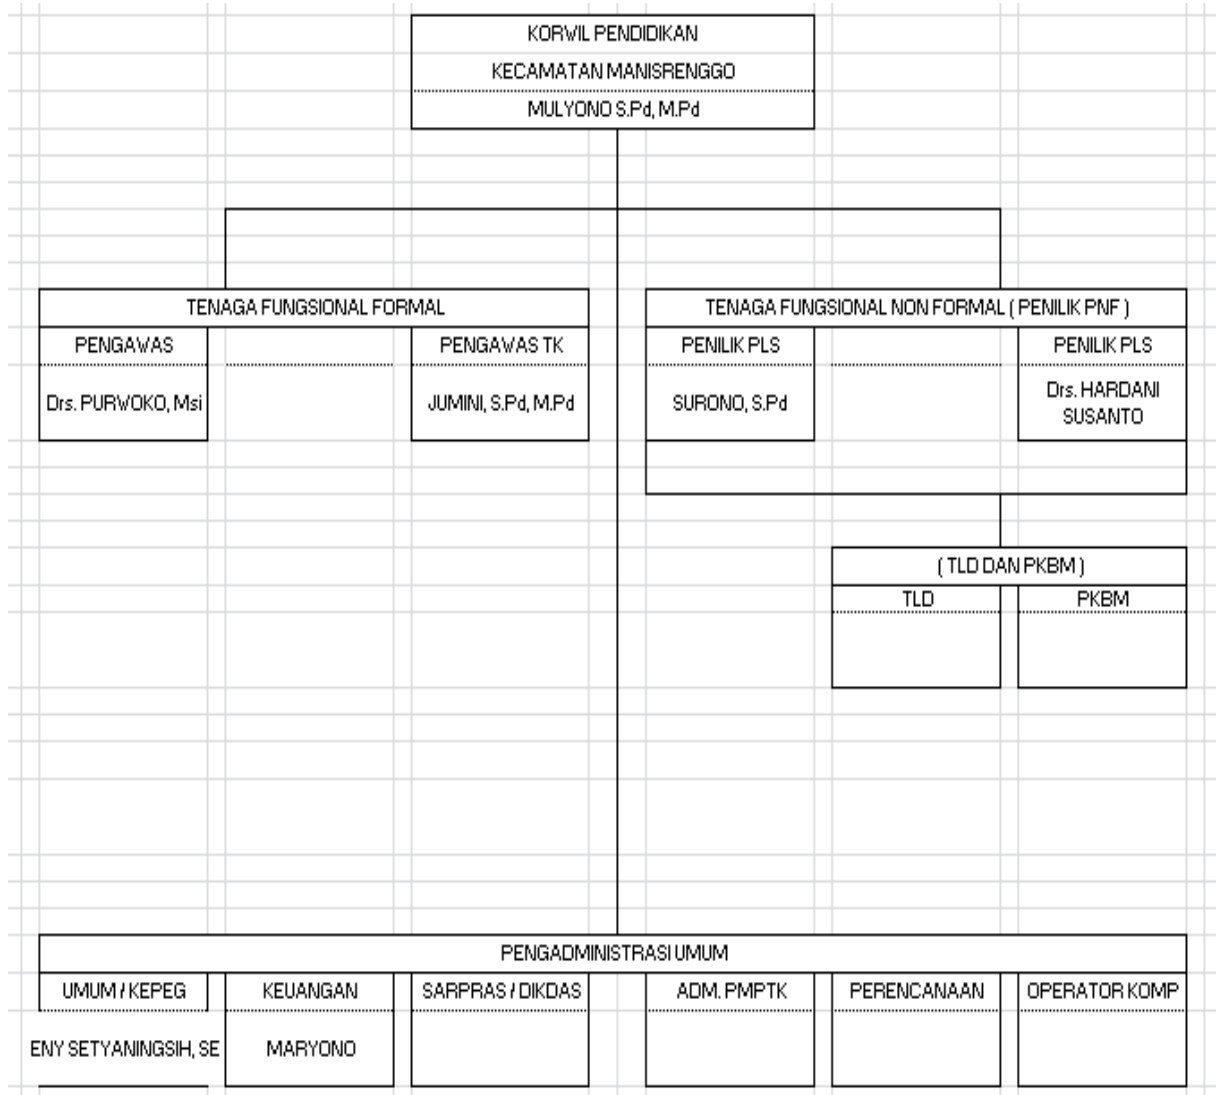 KORWIL PENDIDIKAN
KECAMATAN MANISRENGGO
MULYONO S.Pd, M.Pd
TENAGA FUNGSIONAL FORMAL
PENGAWAS
PENGAWAS TK
Drs. PURWOKO, Msi
JUMINI, S.Pd, M.Pd
TENAGA FUNGSIONAL NON FORMAL ( PENILIK PNF )
PENILIK PLS
PENILIK PLS
SURONO, S.Pd
Drs. HARDANI
SUSANTO
( TLD DAN PKBM )
TLD
PKBM
PENGADMINISTRASI UMUM
UMUM / KEPEG
KEUANGAN
SARPRAS / DIKDAS
ADM. PMPTK
PERENCANAAN
OPERATOR KOMP
ENY SETYANINGSIH, SE
MARYONO